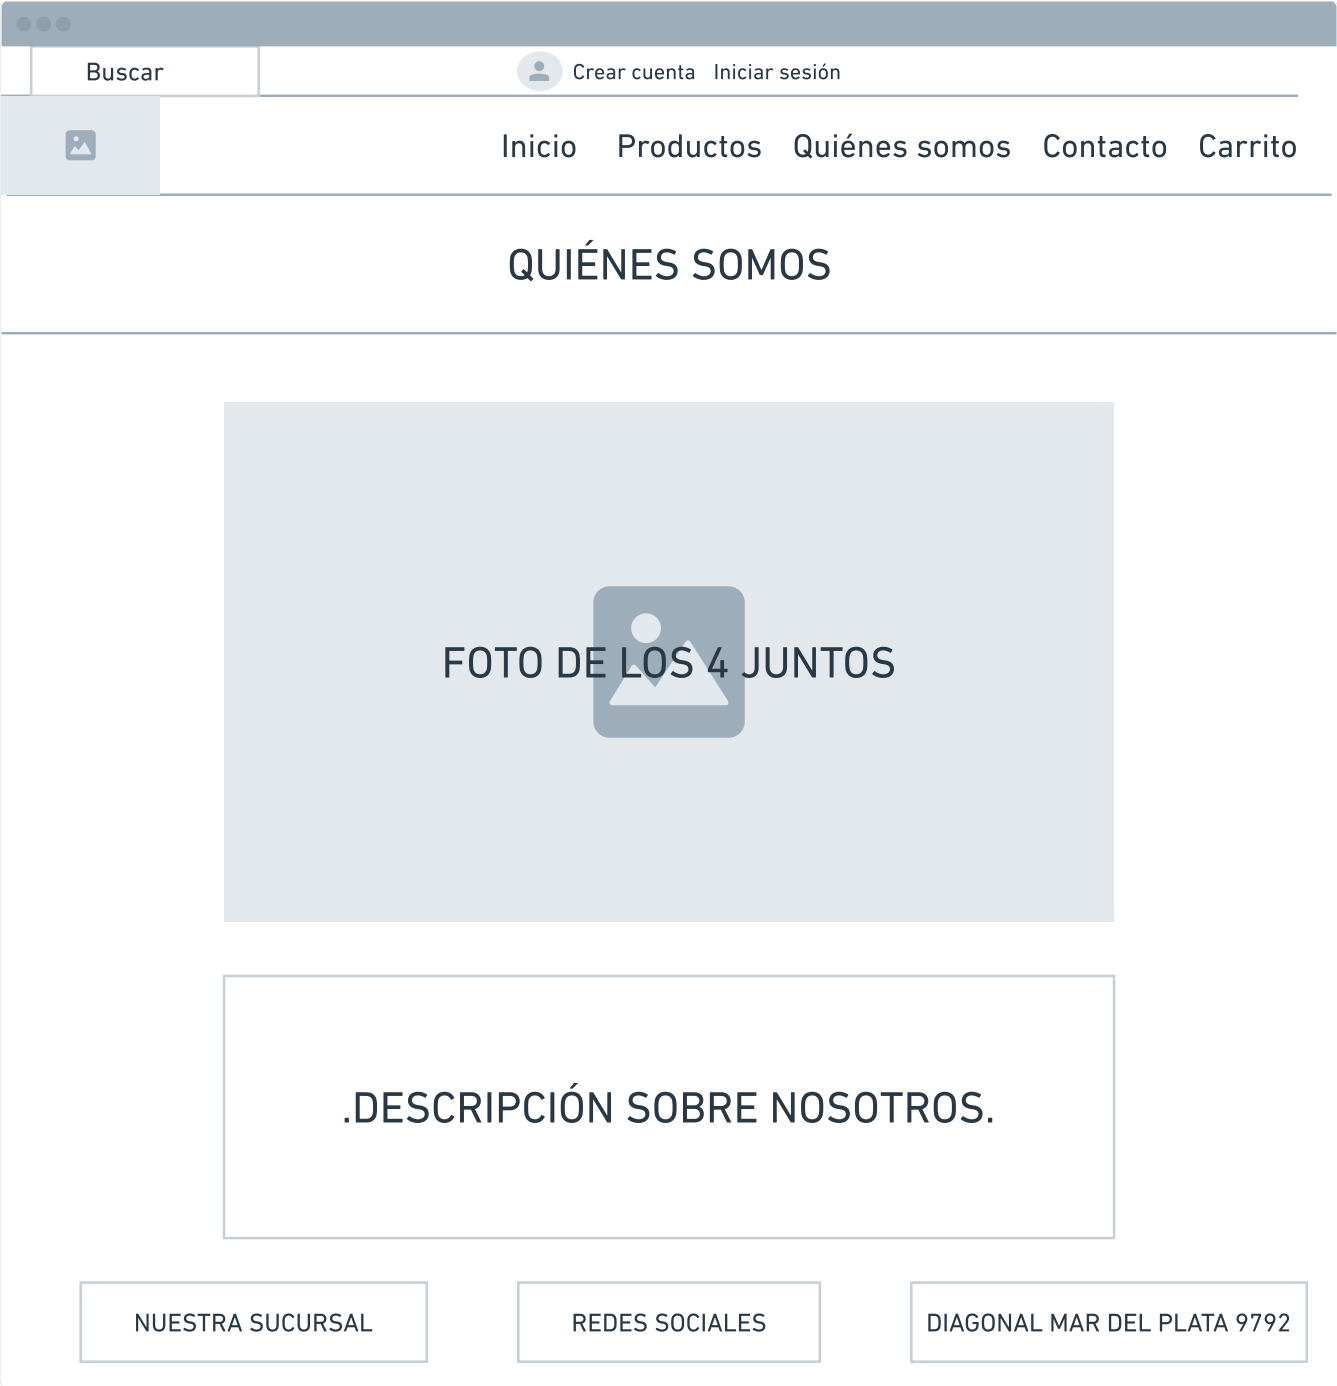 Buscar
Crear cuenta Iniciar sesión
Inicio Productos Quiénes somos Contacto Carrito
QUIÉNES SOMOS
FOTO DE LOS 4 JUNTOS
.DESCRIPCIÓN SOBRE NOSOTROS.
NUESTRA SUCURSAL
REDES SOCIALES
DIAGONAL MAR DEL PLATA 9792